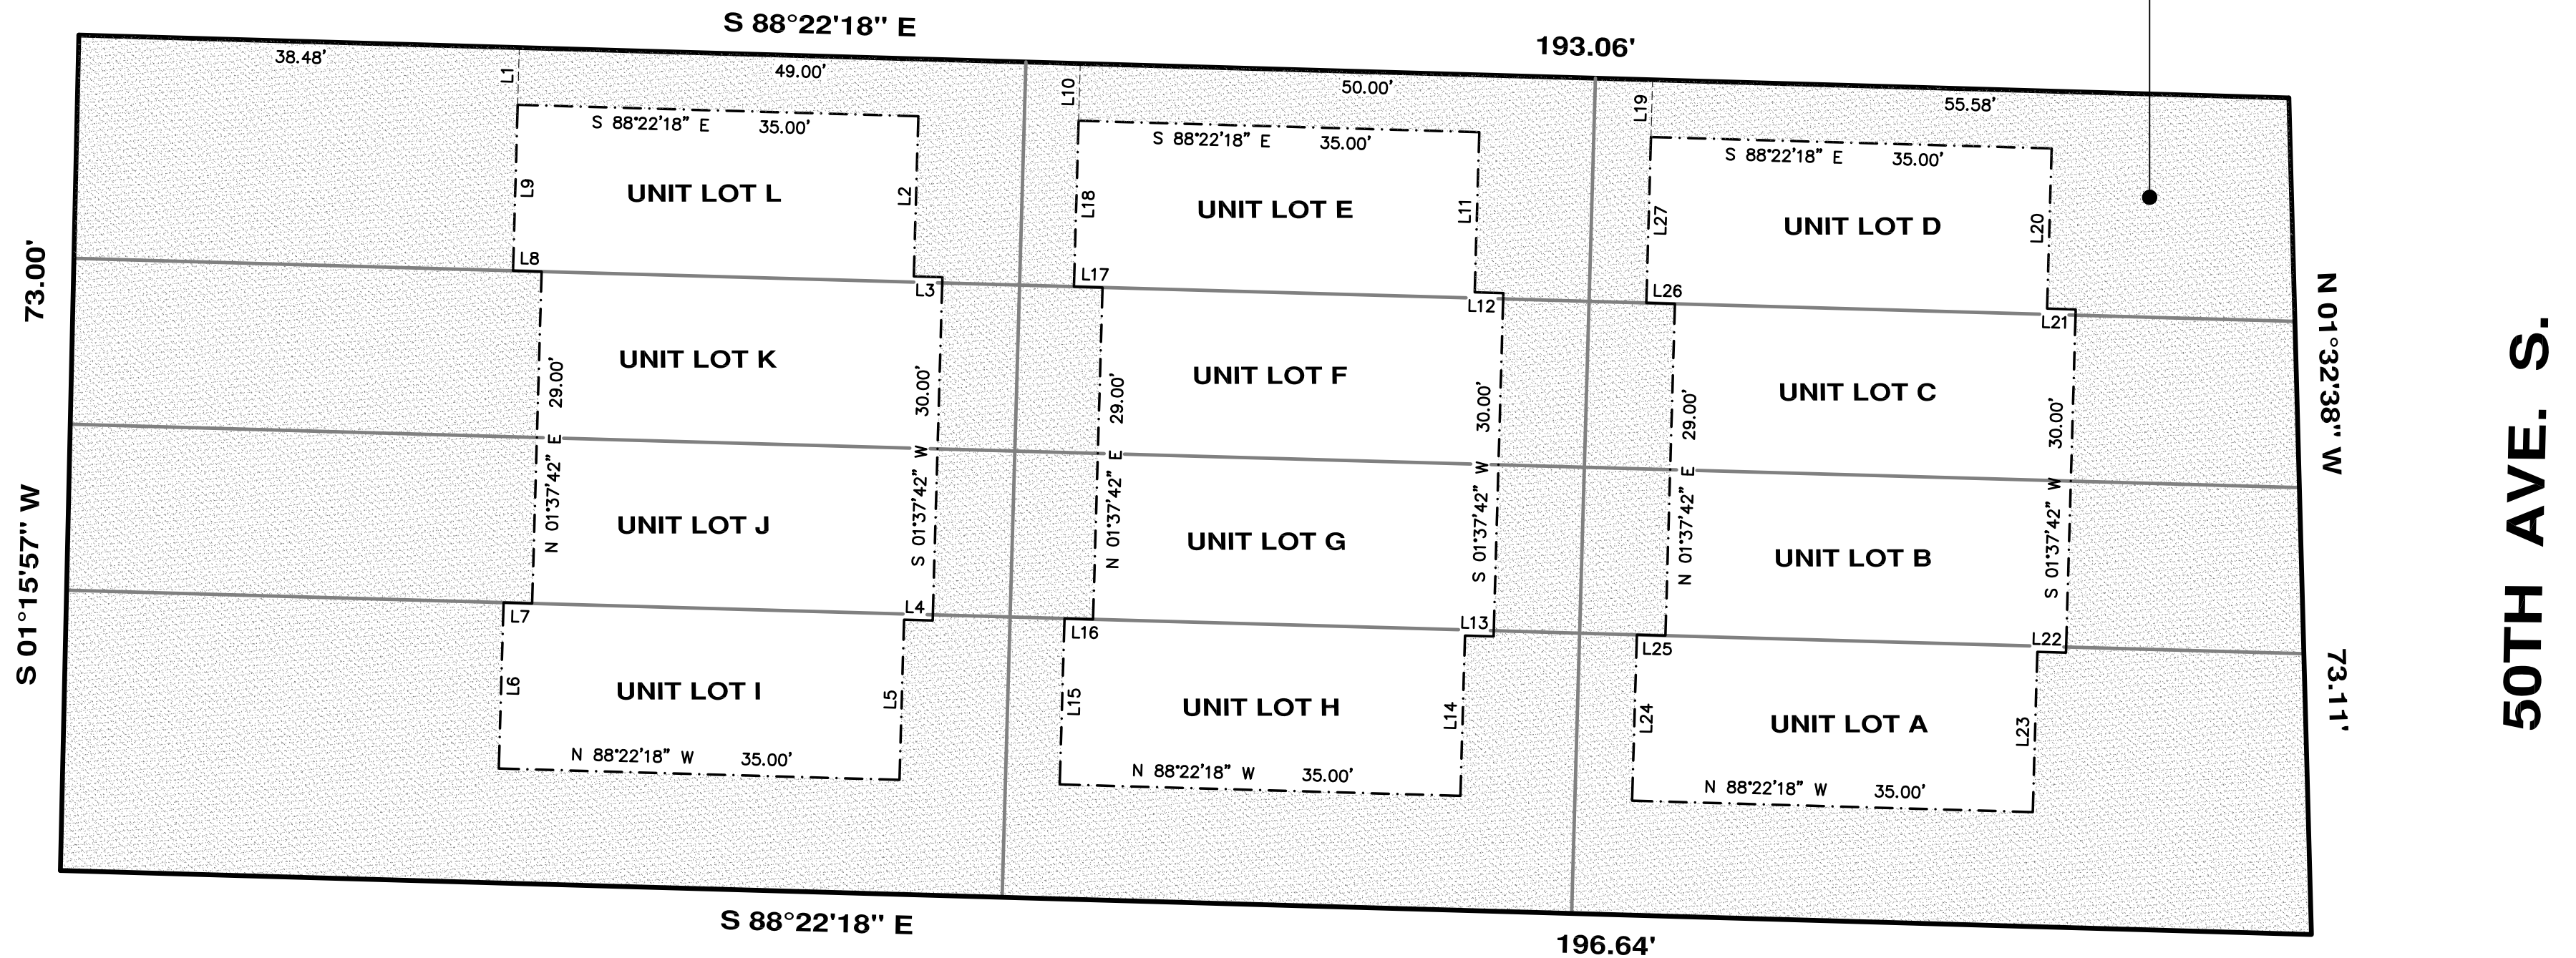 S 88°22'18" E
193.06'
38.48'
49.00'
50.00'
55.58'
L1
L10
L19
S 88°22'18" E 35.00'
S 88°22'18" E 35.00'
S 88°22'18" E 35.00'
L9
UNIT LOT L
L2
L18
UNIT LOT E
L11
L27
UNIT LOT D
L20
L8
L3
L17
L12
L26
L21
73.00'
S 01°15'57" W
N 01°32'38" W
73.11'
50TH AVE. S.
UNIT LOT K
UNIT LOT F
UNIT LOT C
N 01°37'42" E 29.00'
S 01°37'42" W 30.00'
N 01°37'42" E 29.00'
S 01°37'42" W 30.00'
N 01°37'42" E 29.00'
S 01°37'42" W 30.00'
UNIT LOT J
UNIT LOT G
UNIT LOT B
L7
L4
L16
L13
L25
L22
L6
UNIT LOT I
L5
L15
UNIT LOT H
L14
L24
UNIT LOT A
L23
N 88°22'18" W 35.00'
N 88°22'18" W 35.00'
N 88°22'18" W 35.00'
S 88°22'18" E
196.64'